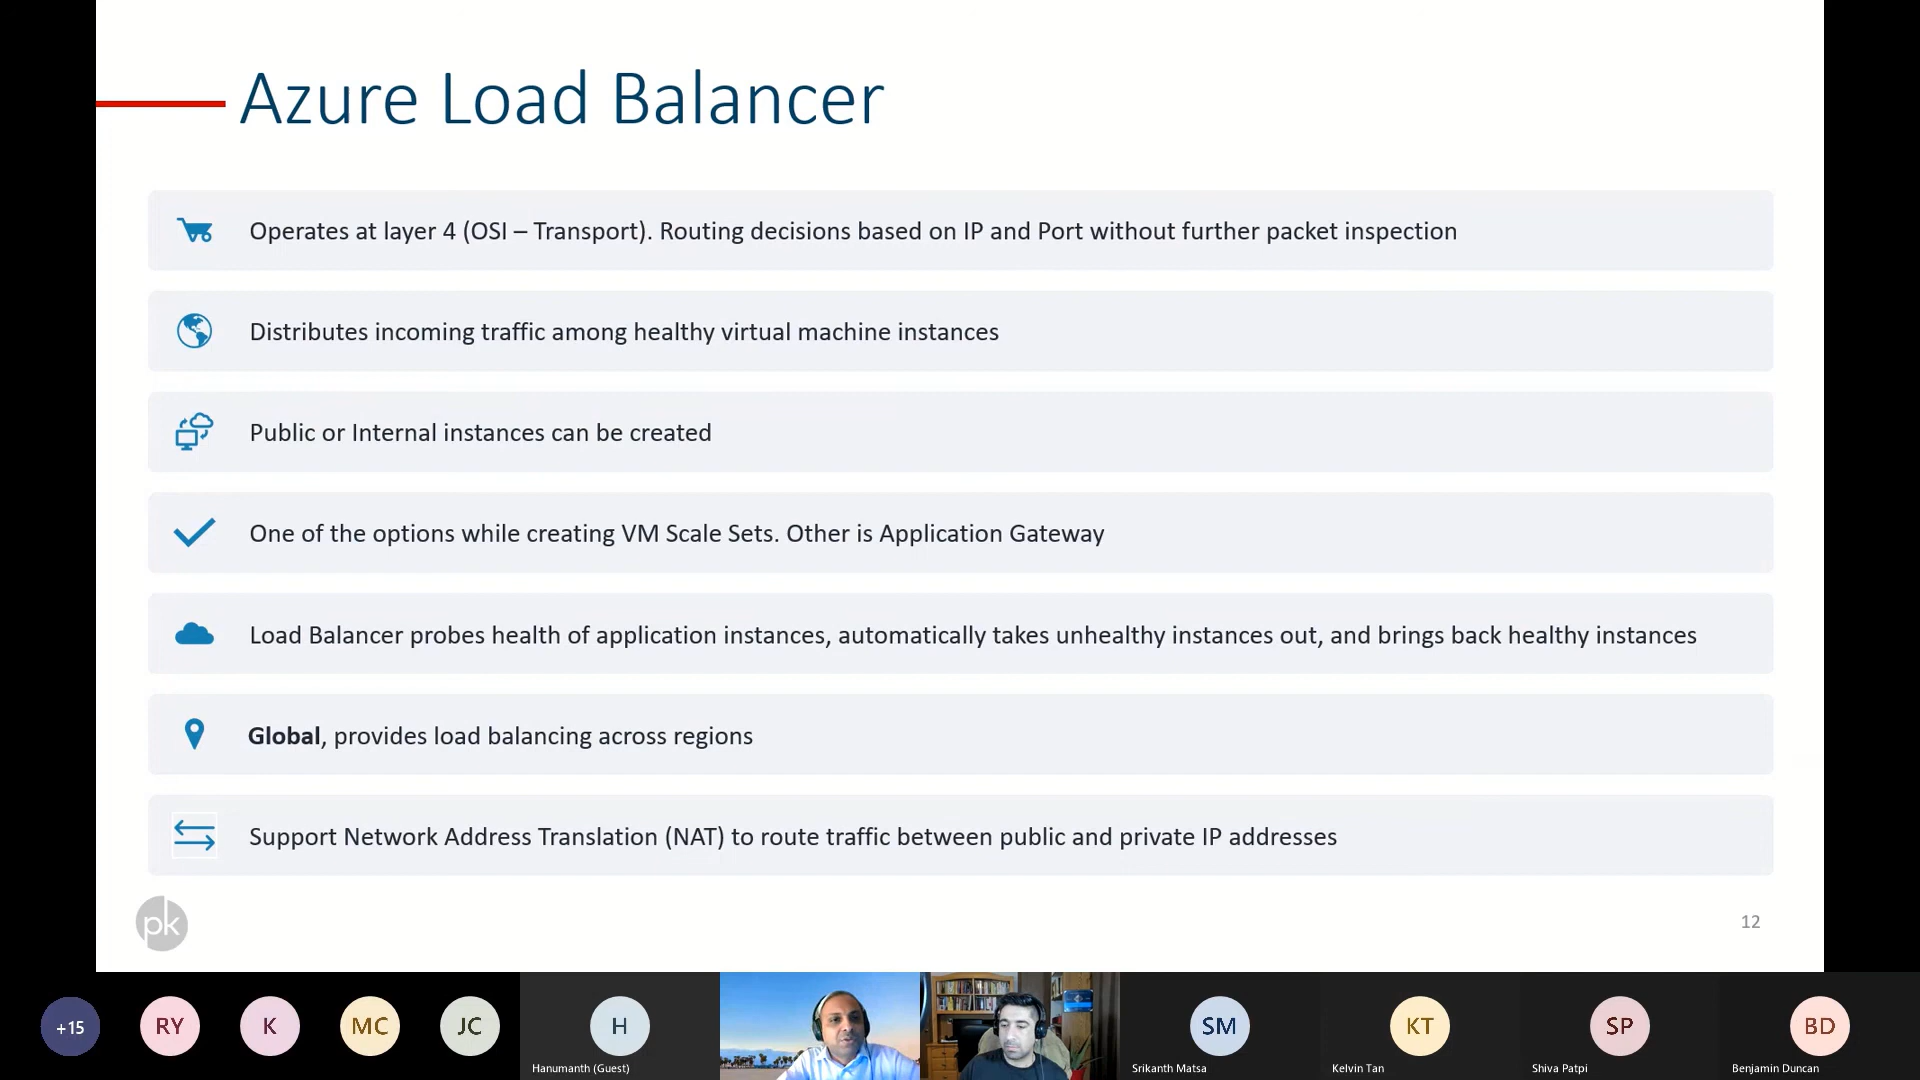 Azure Load Balancer
Operates at layer 4 (OSI – Transport). Routing decisions based on IP and Port without further packet inspection
Distributes incoming traffic among healthy virtual machine instances
Public or Internal instances can be created
One of the options while creating VM Scale Sets. Other is Application Gateway
Load Balancer probes health of application instances, automatically takes unhealthy instances out, and brings back healthy instances
Global, provides load balancing across regions
Support Network Address Translation (NAT) to route traffic between public and private IP addresses
pk
12
+15
RY
K
MC
JC
H
Hanumanth (Guest)
SM
Srikanth Matsa
KT
Kelvin Tan
SP
Shiva Patpi
BD
Benjamin Duncan